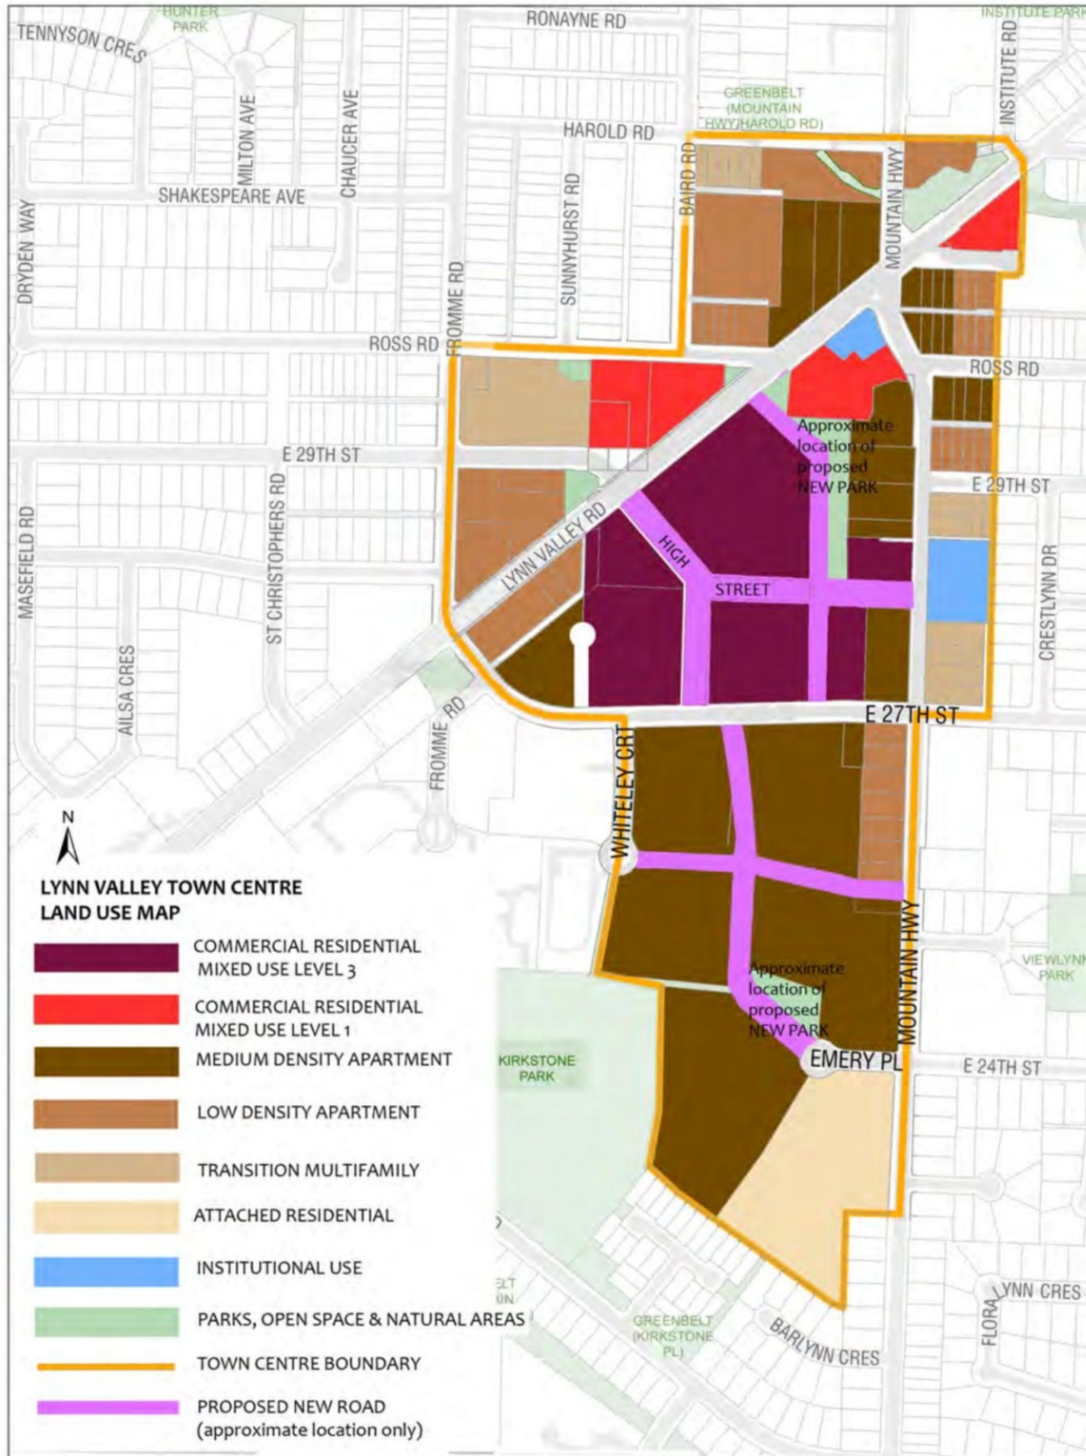 HUNTER
PARK
RONAYNE RD
INSTITUTE PARK
TENNYSON CRES
INSTITUTE RD
MILTON AVE
CHAUCER AVE
GREENBELT
(MOUNTAIN
HWY/HAROLD RD)
HAROLD RD
BAIRD RD
MOUNTAIN HWY
SHAKESPEARE AVE
SUNNYHURST RD
DRYDEN WAY
FROMME RD
ROSS RD
ROSS RD
Approximate
location of
proposed
NEW PARK
E 29TH ST
E 29TH ST
ST CHRISTOPHERS RD
MASEFIELD RD
LYNN VALLEY RD
HIGH
STREET
CRESTLYNN DR
AILSA CRES
FROMME RD
E 27TH ST
WHITELEY CRT
MOUNTAIN HWY
VIEWLYNN
PARK
Approximate
location of
proposed
NEW PARK
EMERY PL
E 24TH ST
KIRKSTONE
PARK
N
LYNN VALLEY TOWN CENTRE
LAND USE MAP
COMMERCIAL RESIDENTIAL
MIXED USE LEVEL 3
COMMERCIAL RESIDENTIAL
MIXED USE LEVEL 1
MEDIUM DENSITY APARTMENT
LOW DENSITY APARTMENT
TRANSITION MULTIFAMILY
ATTACHED RESIDENTIAL
INSTITUTIONAL USE
PARKS, OPEN SPACE & NATURAL AREAS
TOWN CENTRE BOUNDARY
PROPOSED NEW ROAD
(approximate location only)
GREENBELT
(KIRKSTONE
PL)
BARLYNN CRES
FLORA
LYNN CRES